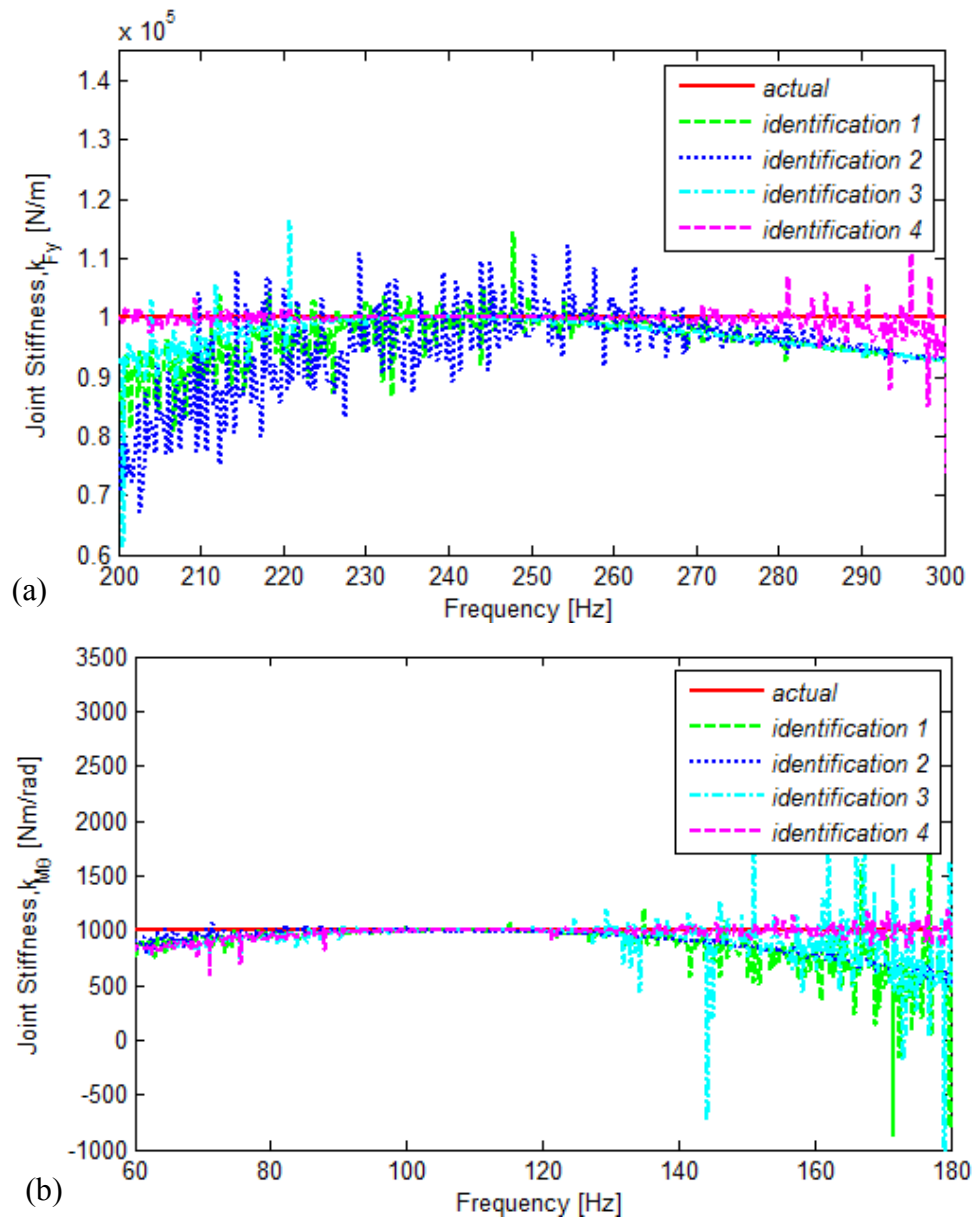 x 10^5
1.4
1.3
1.2
1.1
1
0.9
0.8
0.7
0.6
Joint Stiffness,k_Fy [N/m]
actual
identification 1
identification 2
identification 3
identification 4
200 210 220 230 240 250 260 270 280 290 300
Frequency [Hz]
(a)
3500
3000
2500
2000
1500
1000
500
0
-500
-1000
Joint Stiffness,k_Mθ [Nm/rad]
actual
identification 1
identification 2
identification 3
identification 4
60 80 100 120 140 160 180
Frequency [Hz]
(b)